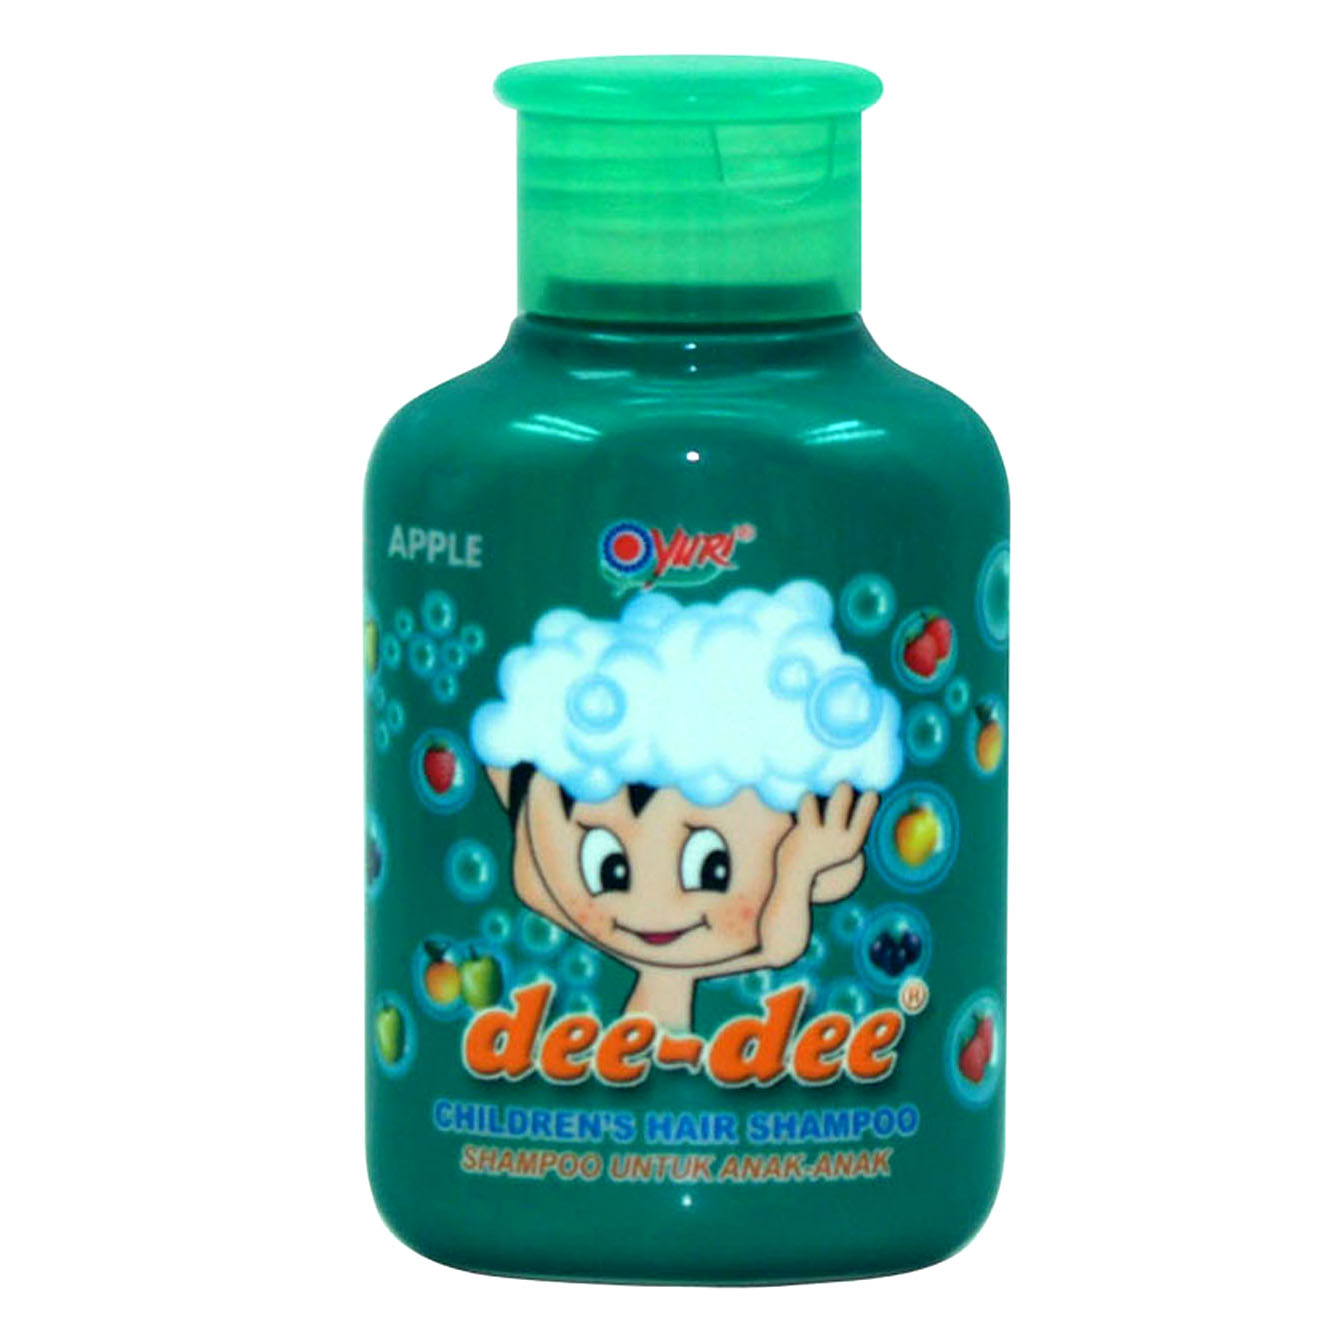 APPLE
YURI®
dee-dee®
CHILDREN'S HAIR SHAMPOO
SHAMPOO UNTUK ANAK-ANAK